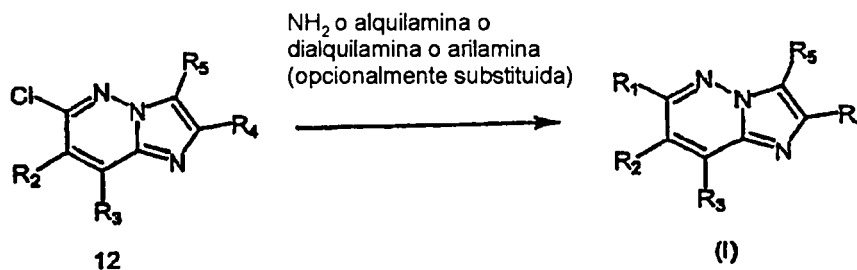 NH₂ o alquilamina o
dialquilamina o arilamina
(opcionalmente substituida)
Cl N N R₅ R₄ N R₂ R₃
R₁ N N R₅ R N R₂ R₃
12
(I)